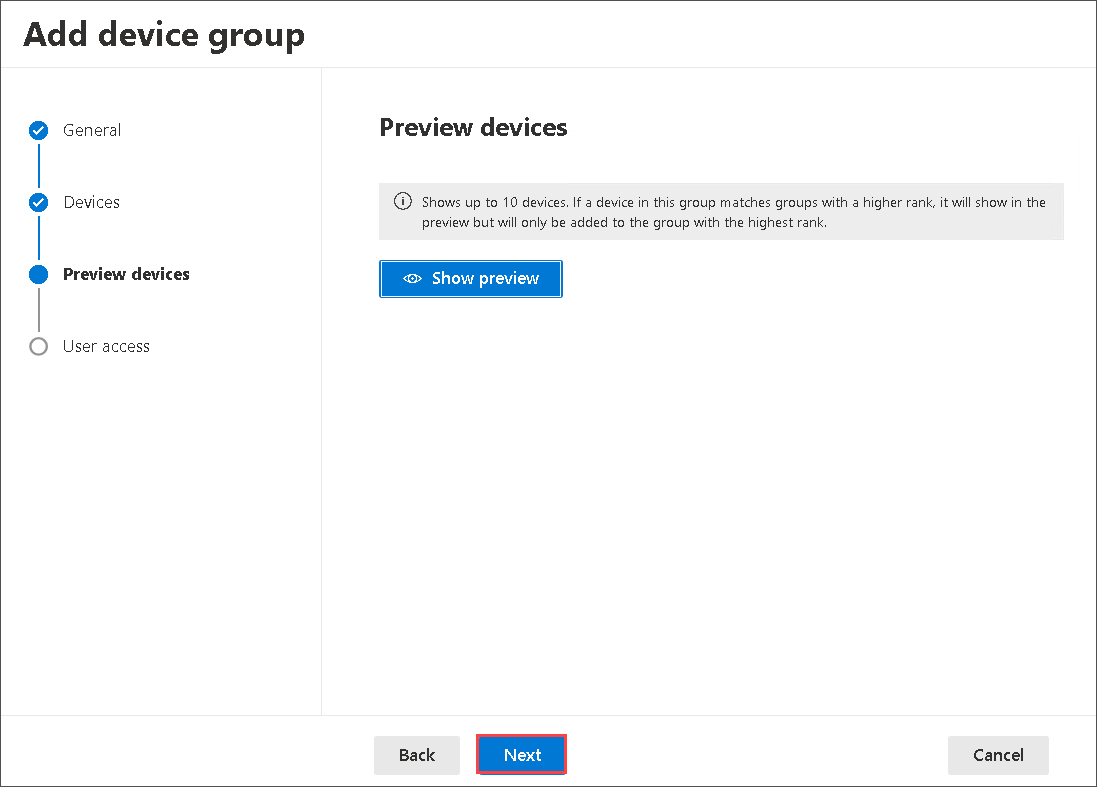 Add device group
General
Devices
Preview devices
User access
Preview devices
Shows up to 10 devices. If a device in this group matches groups with a higher rank, it will show in the
preview but will only be added to the group with the highest rank.
Show preview
Back
Next
Cancel